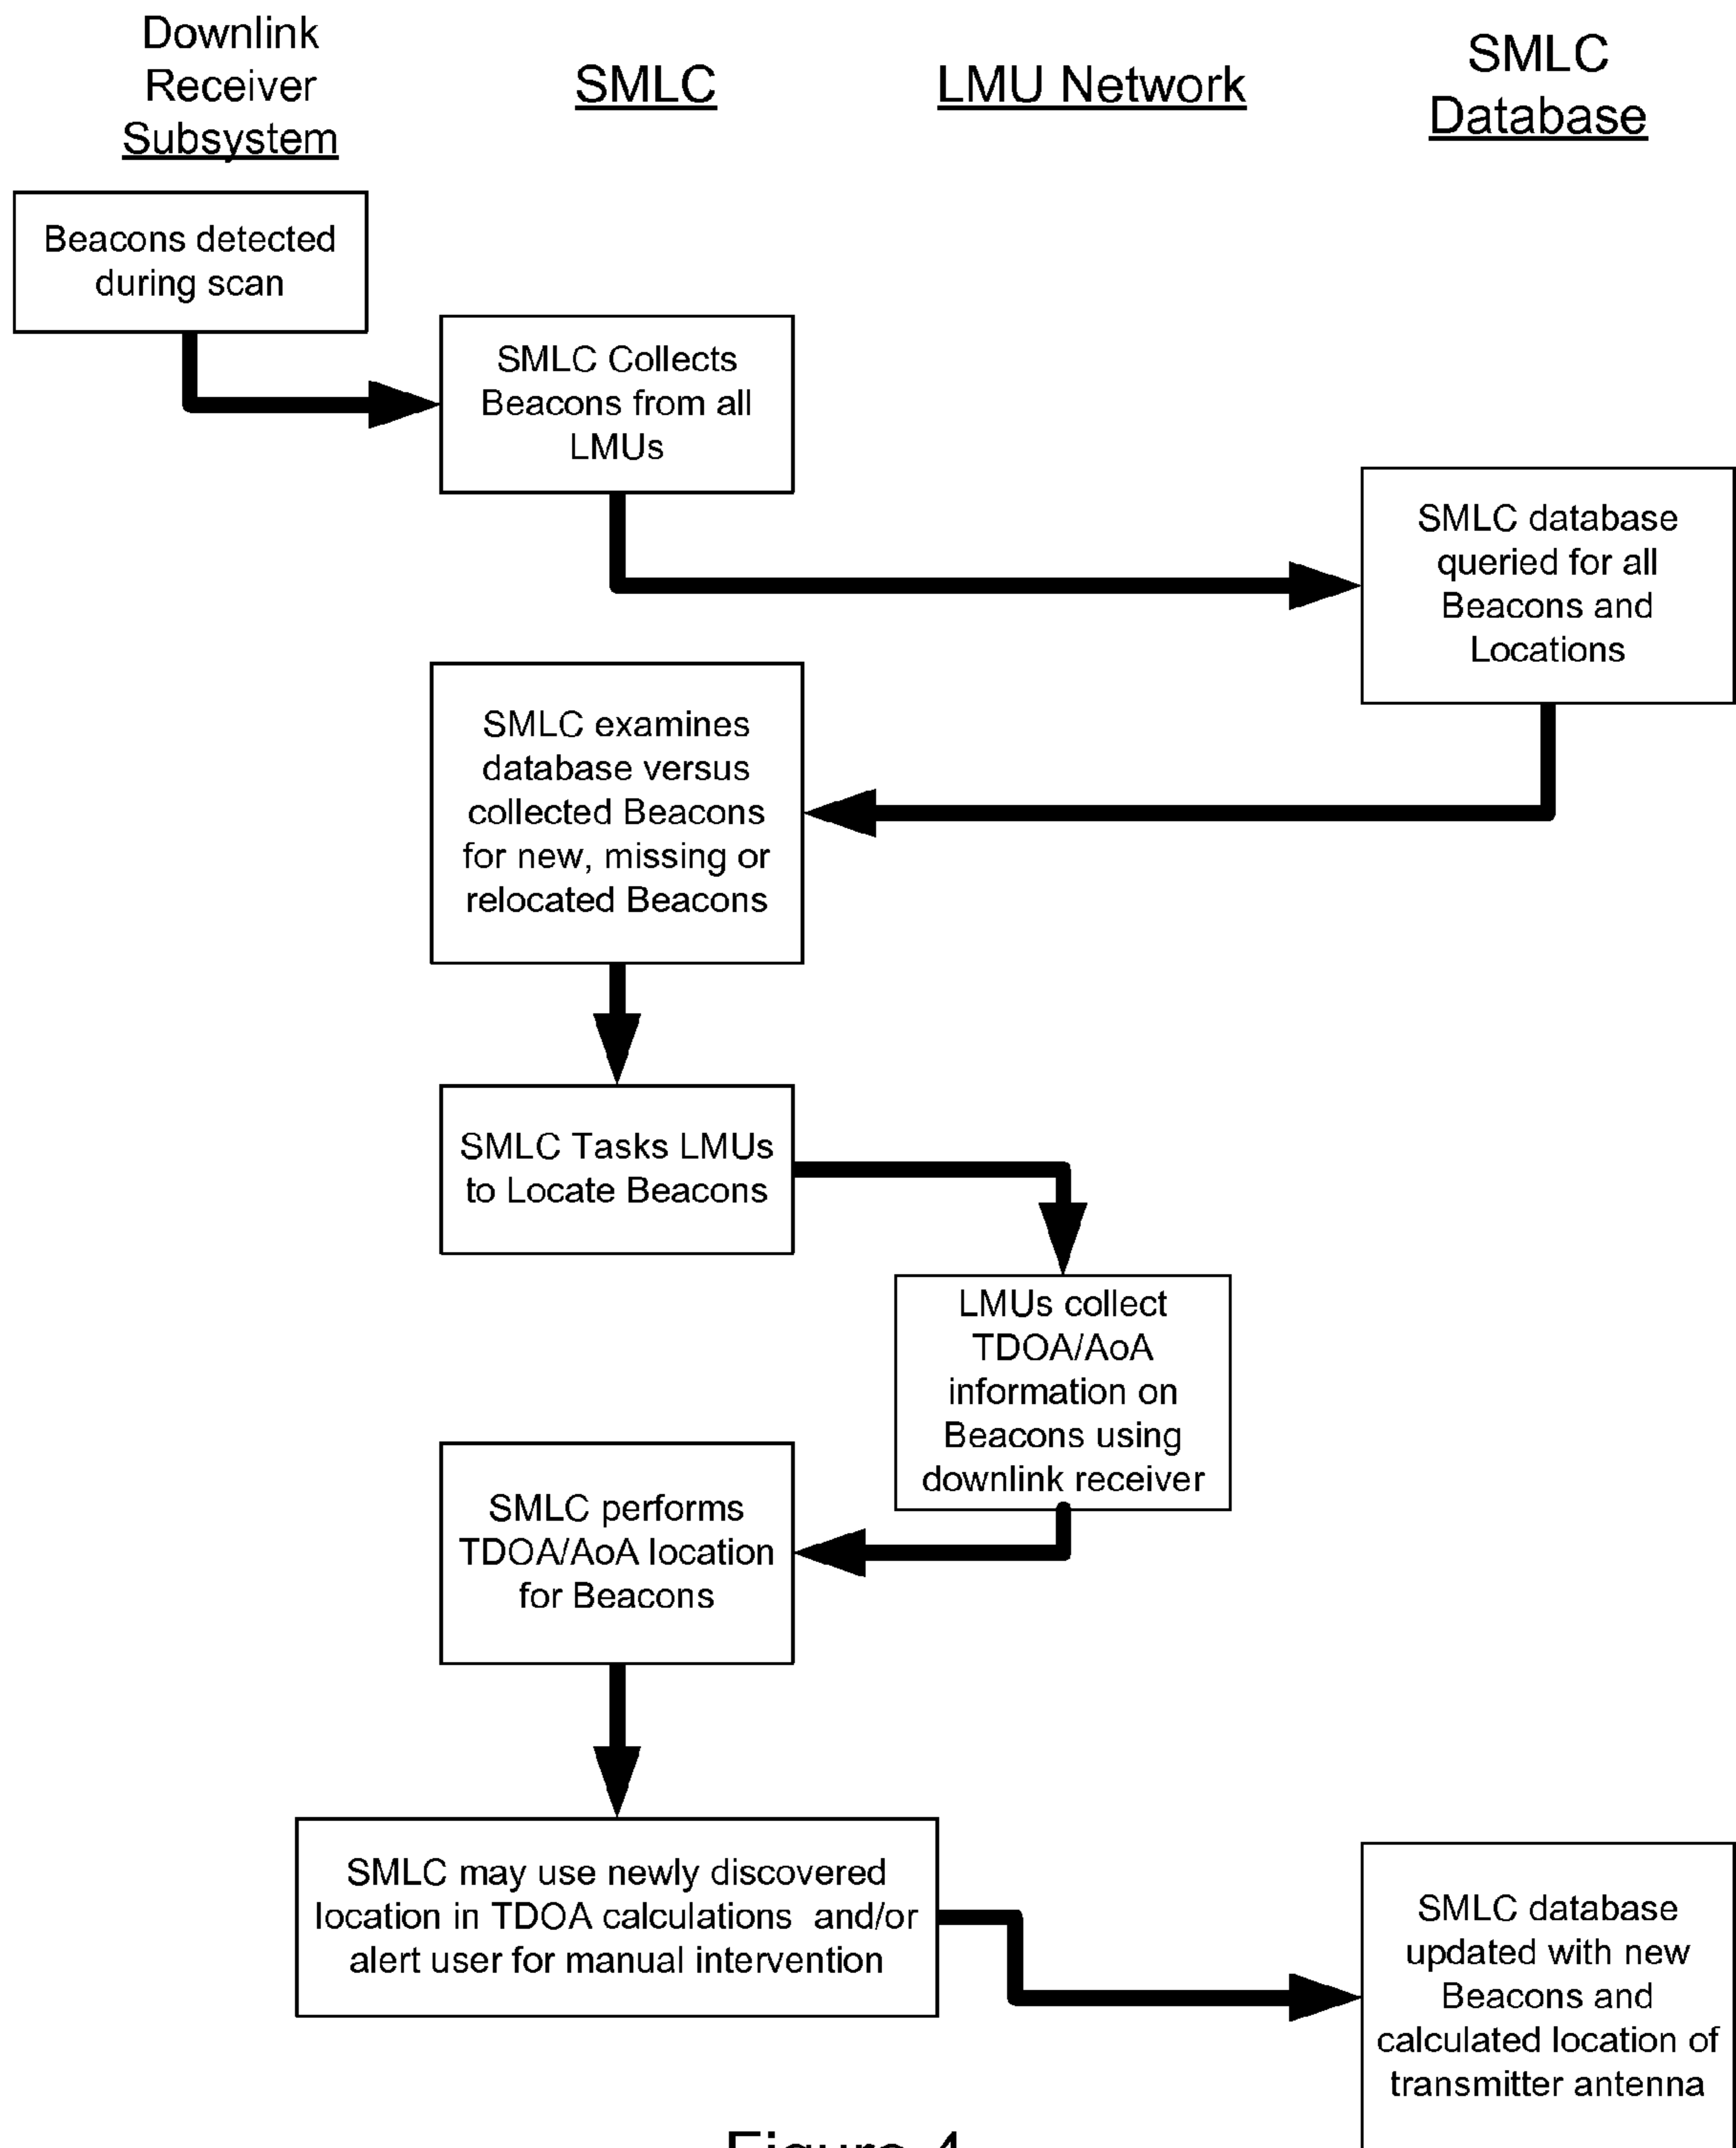 Downlink
Receiver
Subsystem
SMLC
LMU Network
SMLC
Database
Beacons detected
during scan
SMLC Collects
Beacons from all
LMUs
SMLC database
queried for all
Beacons and
Locations
SMLC examines
database versus
collected Beacons
for new, missing or
relocated Beacons
SMLC Tasks LMUs
to Locate Beacons
LMUs collect
TDOA/AoA
information on
Beacons using
downlink receiver
SMLC performs
TDOA/AoA location
for Beacons
SMLC may use newly discovered
location in TDOA calculations and/or
alert user for manual intervention
SMLC database
updated with new
Beacons and
calculated location of
transmitter antenna
Figure 4